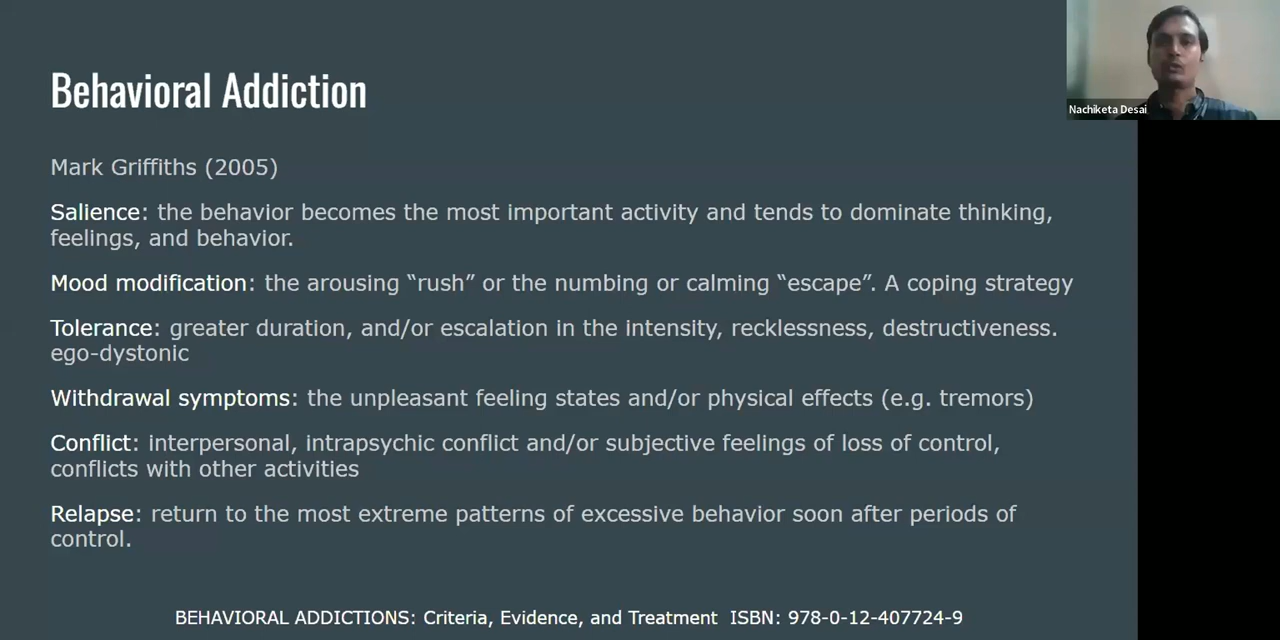 Behavioral Addiction
Nachiketa Desai
Mark Griffiths (2005)
Salience: the behavior becomes the most important activity and tends to dominate thinking,
feelings, and behavior.
Mood modification: the arousing “rush” or the numbing or calming “escape”. A coping strategy
Tolerance: greater duration, and/or escalation in the intensity, recklessness, destructiveness.
ego-dystonic
Withdrawal symptoms: the unpleasant feeling states and/or physical effects (e.g. tremors)
Conflict: interpersonal, intrapsychic conflict and/or subjective feelings of loss of control,
conflicts with other activities
Relapse: return to the most extreme patterns of excessive behavior soon after periods of
control.
BEHAVIORAL ADDICTIONS: Criteria, Evidence, and Treatment ISBN: 978-0-12-407724-9